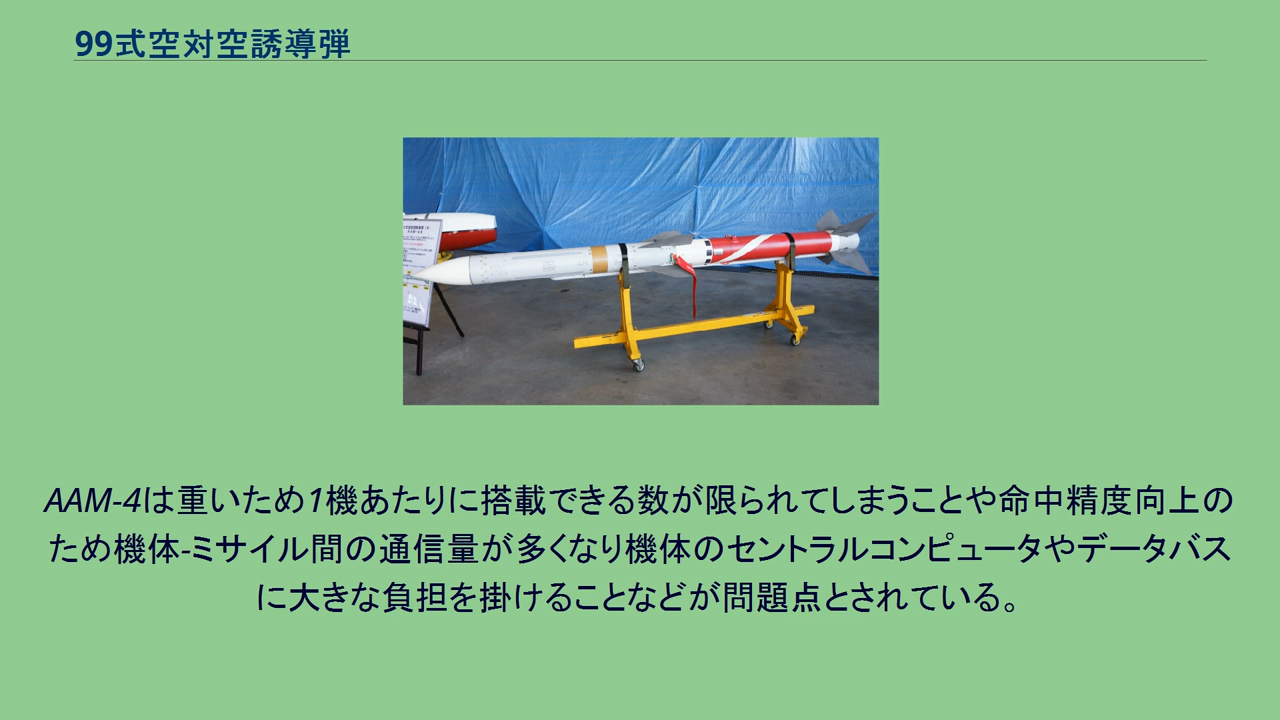 99式空対空誘導弾
AAM-4は重いため1機あたりに搭載できる数が限られてしまうことや命中精度向上の
ため機体-ミサイル間の通信量が多くなり機体のセントラルコンピュータやデータバス
に大きな負担を掛けることなどが問題点とされている。